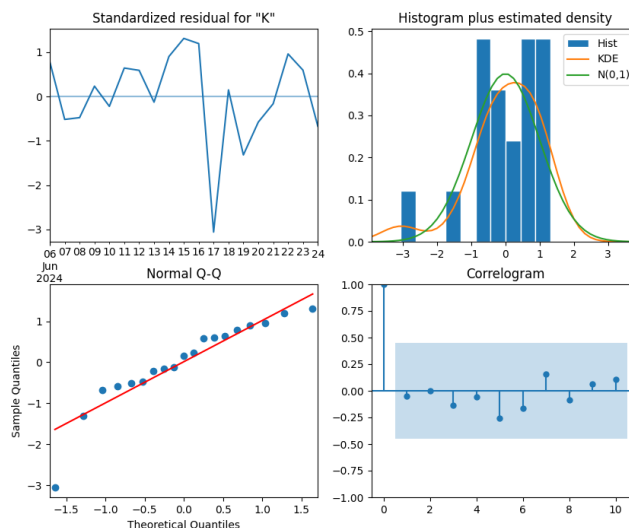 Standardized residual for "K"
1
0
−1
−2
−3
06 07 08 09 10 11 12 13 14 15 16 17 18 19 20 21 22 23 24
Jun
2024
Histogram plus estimated density
Hist
KDE
N(0,1)
0.5
0.4
0.3
0.2
0.1
0.0
−3 −2 −1 0 1 2 3
Normal Q-Q
Sample Quantiles
1
0
−1
−2
−3
−1.5 −1.0 −0.5 0.0 0.5 1.0 1.5
Theoretical Quantiles
Correlogram
1.00
0.75
0.50
0.25
0.00
−0.25
−0.50
−0.75
−1.00
0 2 4 6 8 10